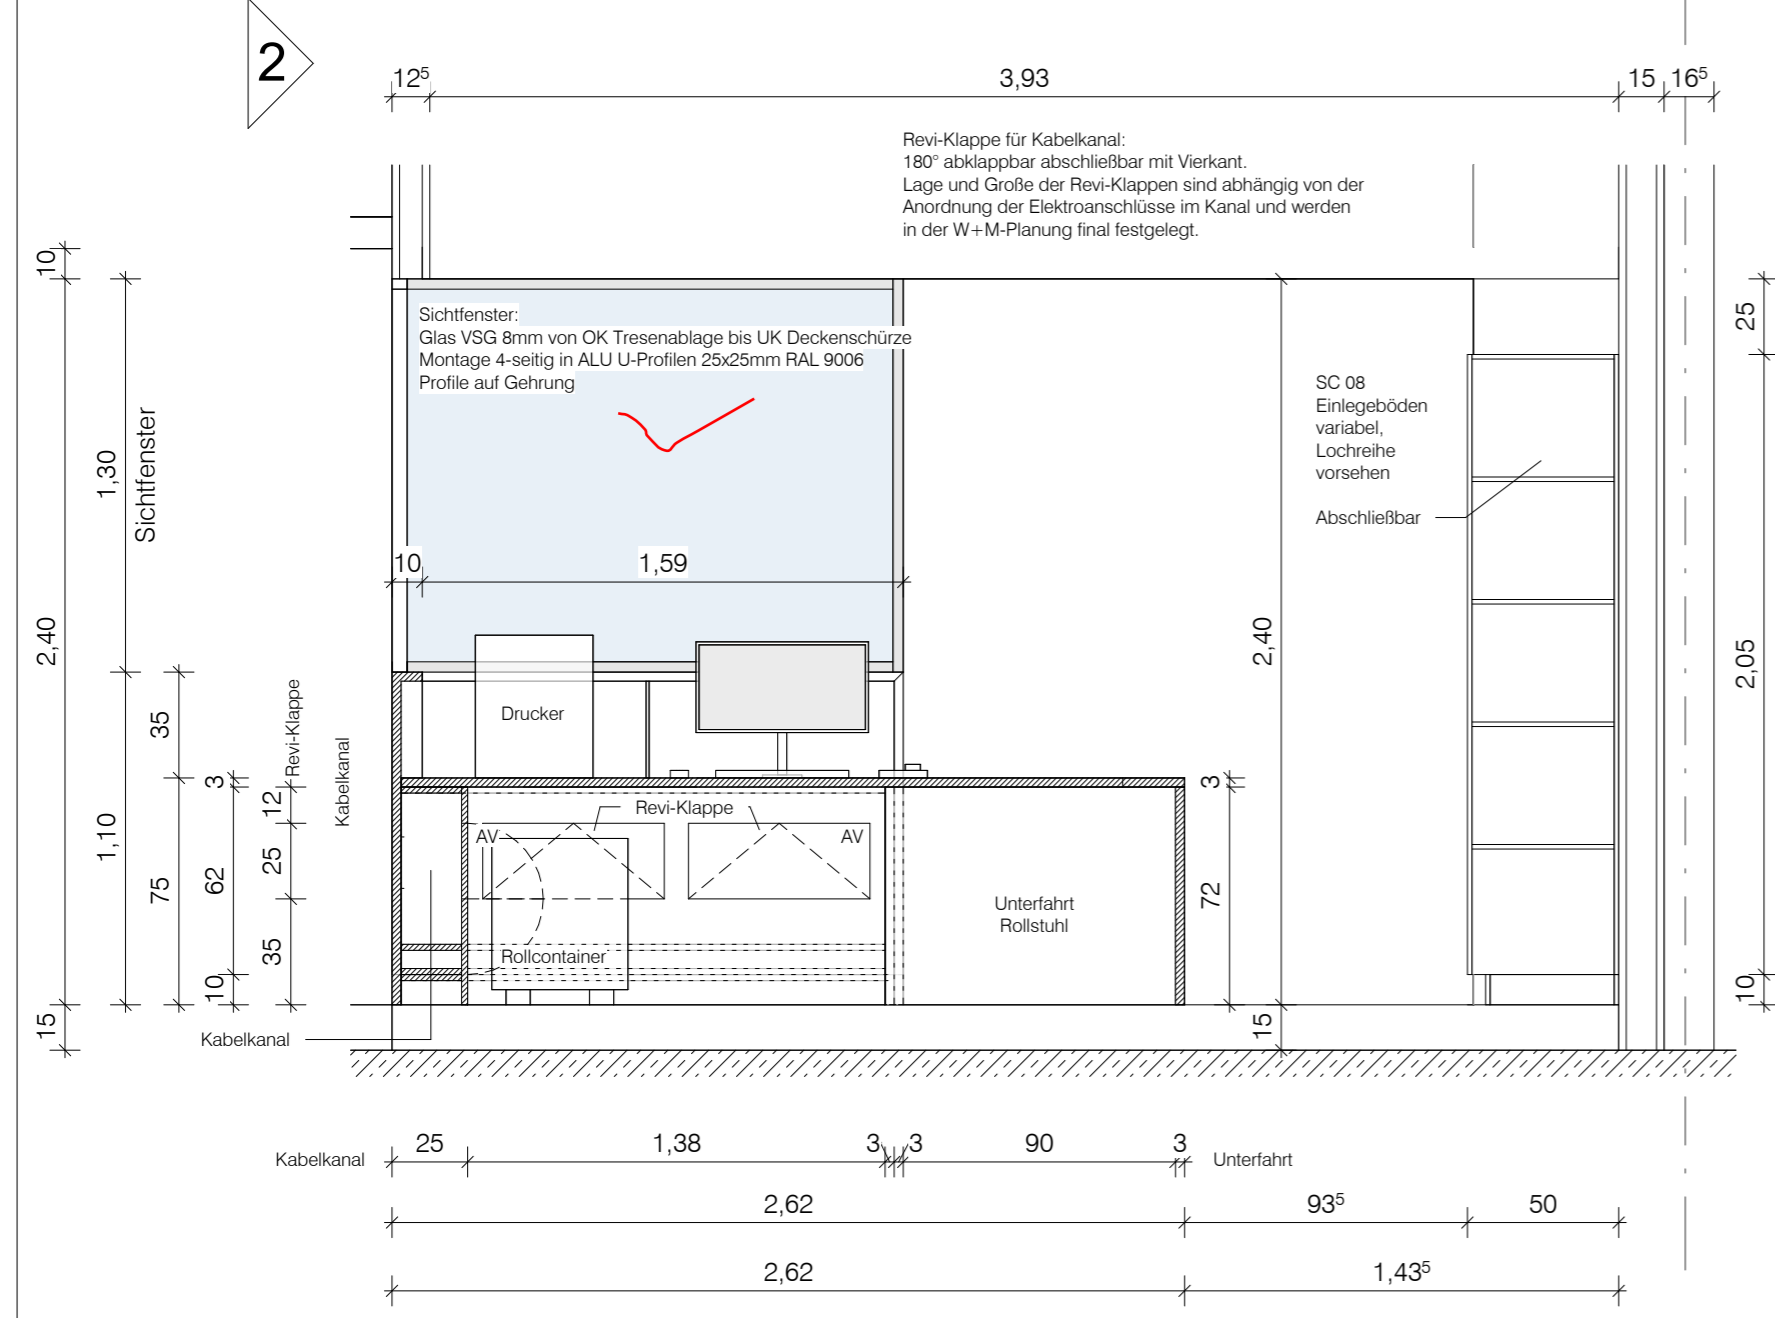 2
12⁵ 3,93 15 16⁵
Revi-Klappe für Kabelkanal:
180° abklappbar abschließbar mit Vierkant.
Lage und Große der Revi-Klappen sind abhängig von der
Anordnung der Elektroanschlüsse im Kanal und werden
in der W+M-Planung final festgelegt.
10
2,40
15
1,30
1,10
Sichtfenster
35
75
3
62
10
Revi-Klappe
12
25
35
Kabelkanal
Sichtfenster:
Glas VSG 8mm von OK Tresenablage bis UK Deckenschürze
Montage 4-seitig in ALU U-Profilen 25x25mm RAL 9006
Profile auf Gehrung
10 1,59
Drucker
Revi-Klappe
AV
AV
Rollcontainer
Unterfahrt
Rollstuhl
Kabelkanal
3
72
2,40
15
SC 08
Einlegeböden
variabel,
Lochreihe
vorsehen
Abschließbar
25
2,05
10
Kabelkanal 25 1,38 3 3 90 3 Unterfahrt
2,62 93⁵ 50
2,62 1,43⁵